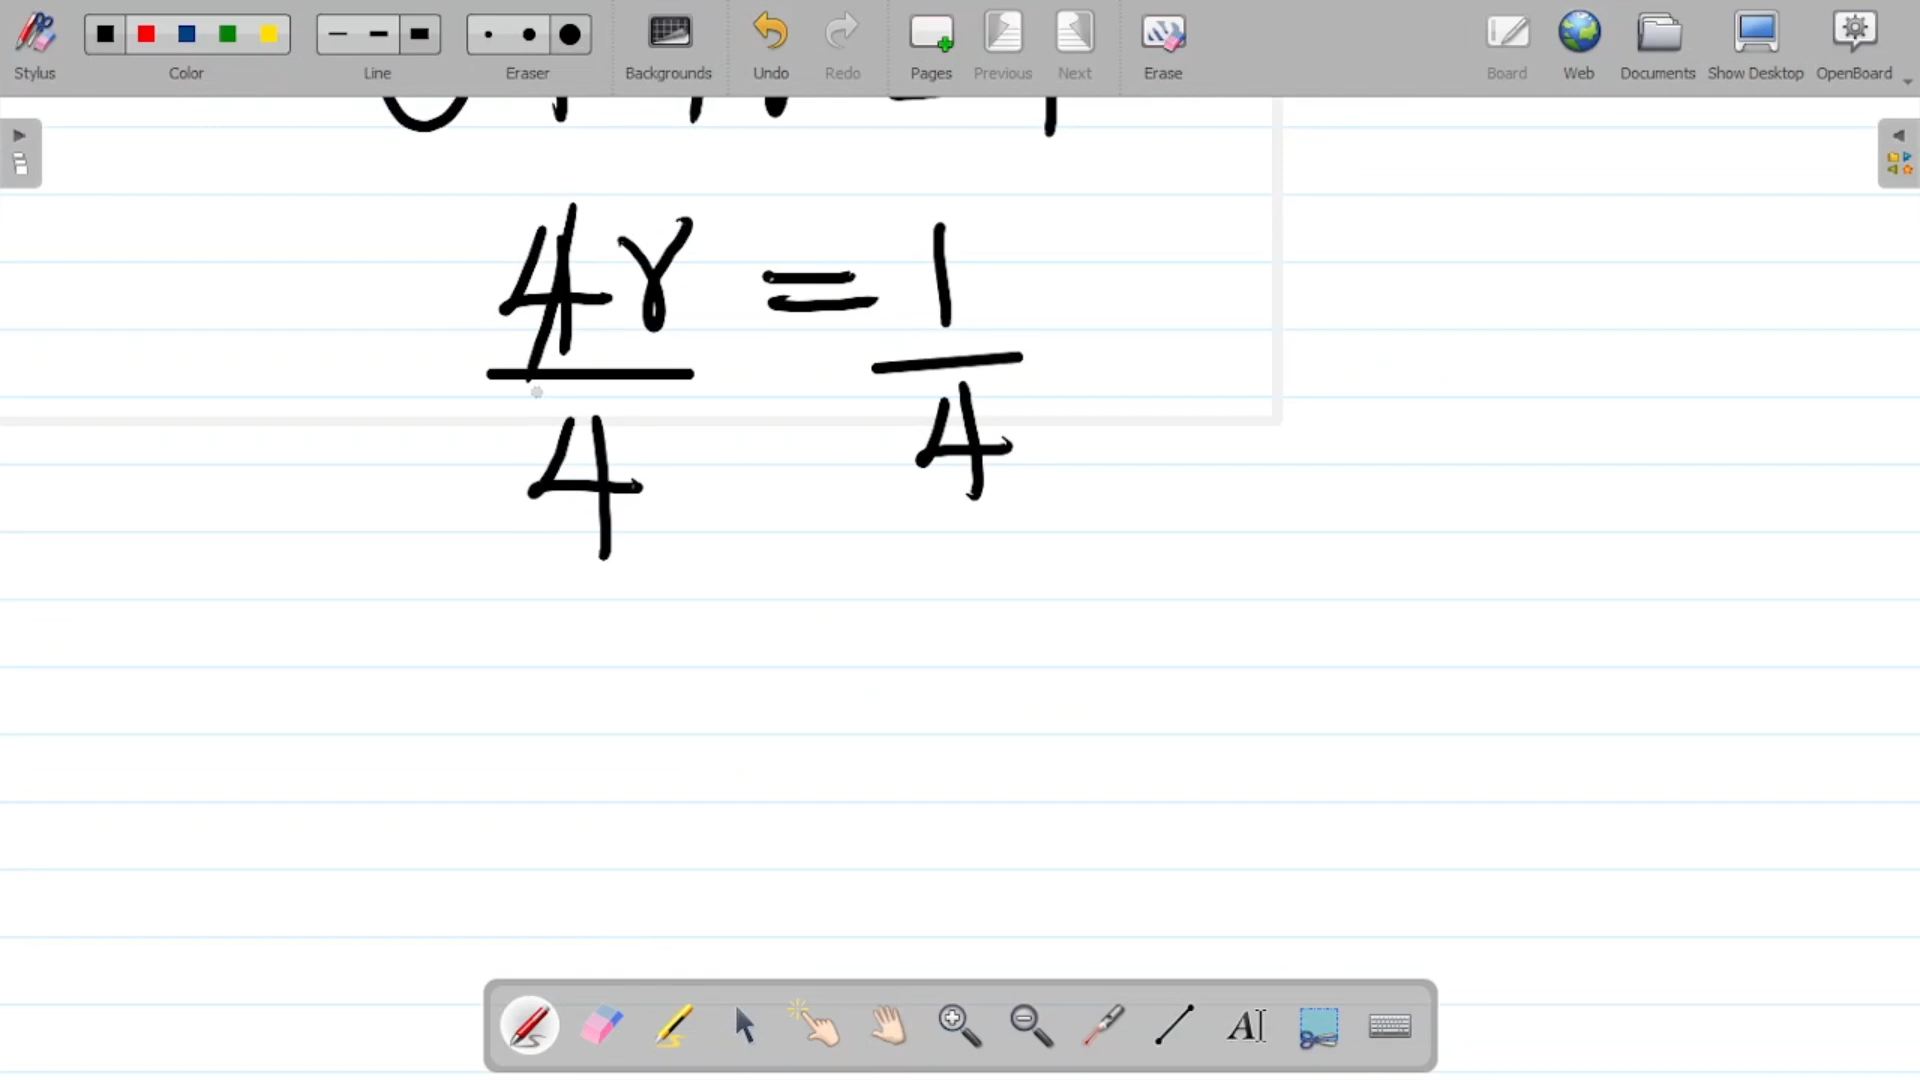 Stylus Color Line Eraser Backgrounds Undo Redo Pages Previous Next Erase Board Web Documents Show Desktop OpenBoard
4r = 1
4 4